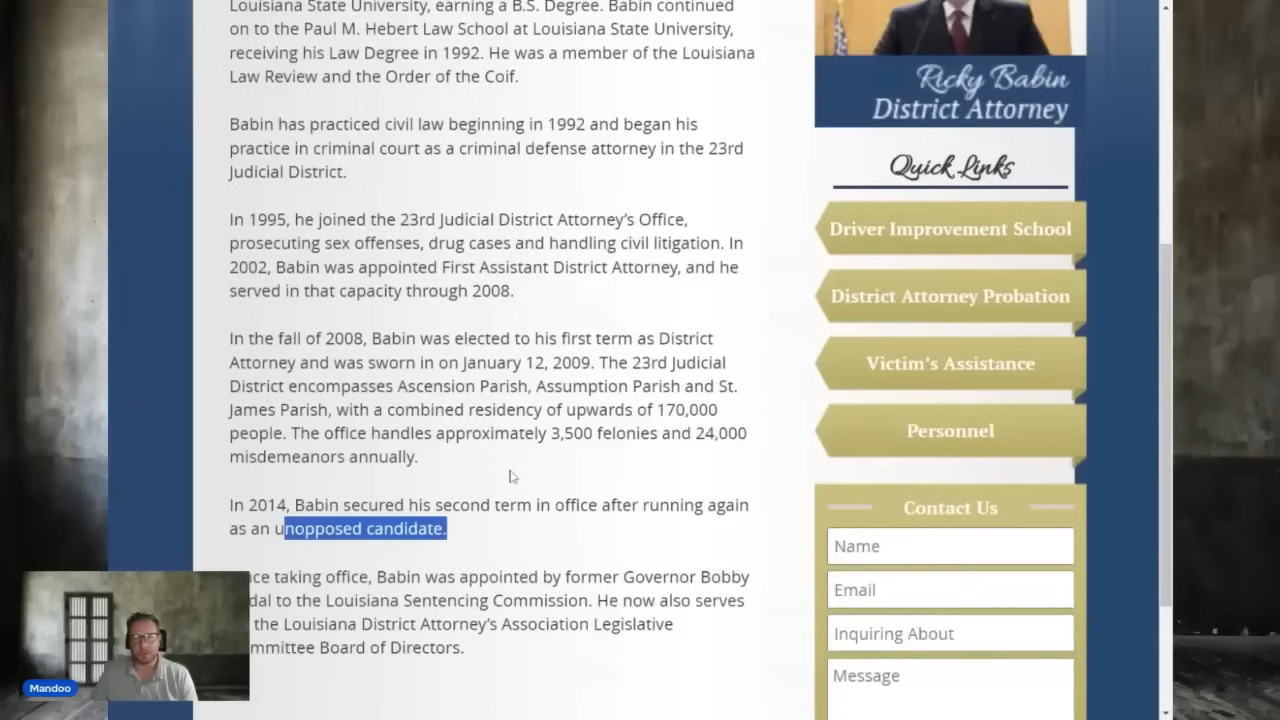 Louisiana State University, earning a B.S. Degree. Babin continued
on to the Paul M. Hebert Law School at Louisiana State University,
receiving his Law Degree in 1992. He was a member of the Louisiana
Law Review and the Order of the Coif.
Babin has practiced civil law beginning in 1992 and began his
practice in criminal court as a criminal defense attorney in the 23rd
Judicial District.
In 1995, he joined the 23rd Judicial District Attorney's Office,
prosecuting sex offenses, drug cases and handling civil litigation. In
2002, Babin was appointed First Assistant District Attorney, and he
served in that capacity through 2008.
In the fall of 2008, Babin was elected to his first term as District
Attorney and was sworn in on January 12, 2009. The 23rd Judicial
District encompasses Ascension Parish, Assumption Parish and St.
James Parish, with a combined residency of upwards of 170,000
people. The office handles approximately 3,500 felonies and 24,000
misdemeanors annually.
In 2014, Babin secured his second term in office after running again
as an unopposed candidate.
taking office, Babin was appointed by former Governor Bobby
to the Louisiana Sentencing Commission. He now also serves
the Louisiana District Attorney's Association Legislative
Board of Directors.
Ricky Babin
District Attorney
Quick Links
Driver Improvement School
District Attorney Probation
Victim's Assistance
Personnel
Contact Us
Name
Email
Inquiring About
Message
Mandoo